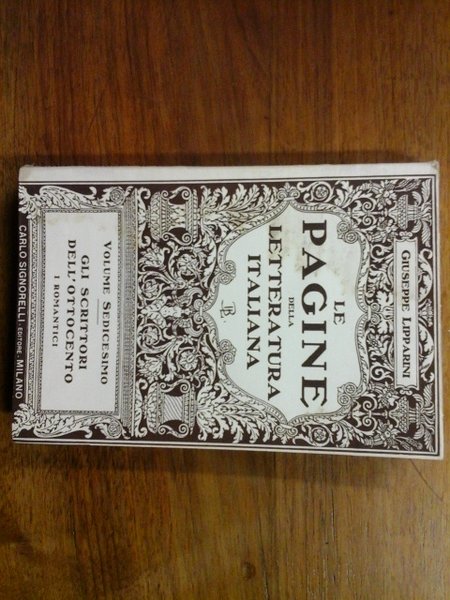 GIUSEPPE LIPPARINI
LE
PAGINE
DELLA
LETTERATURA
ITALIANA
VOLUME SEDICESIMO
GLI SCRITTORI
DELL'OTTOCENTO
I ROMANTICI
CARLO SIGNORELLI · EDITORE · MILANO